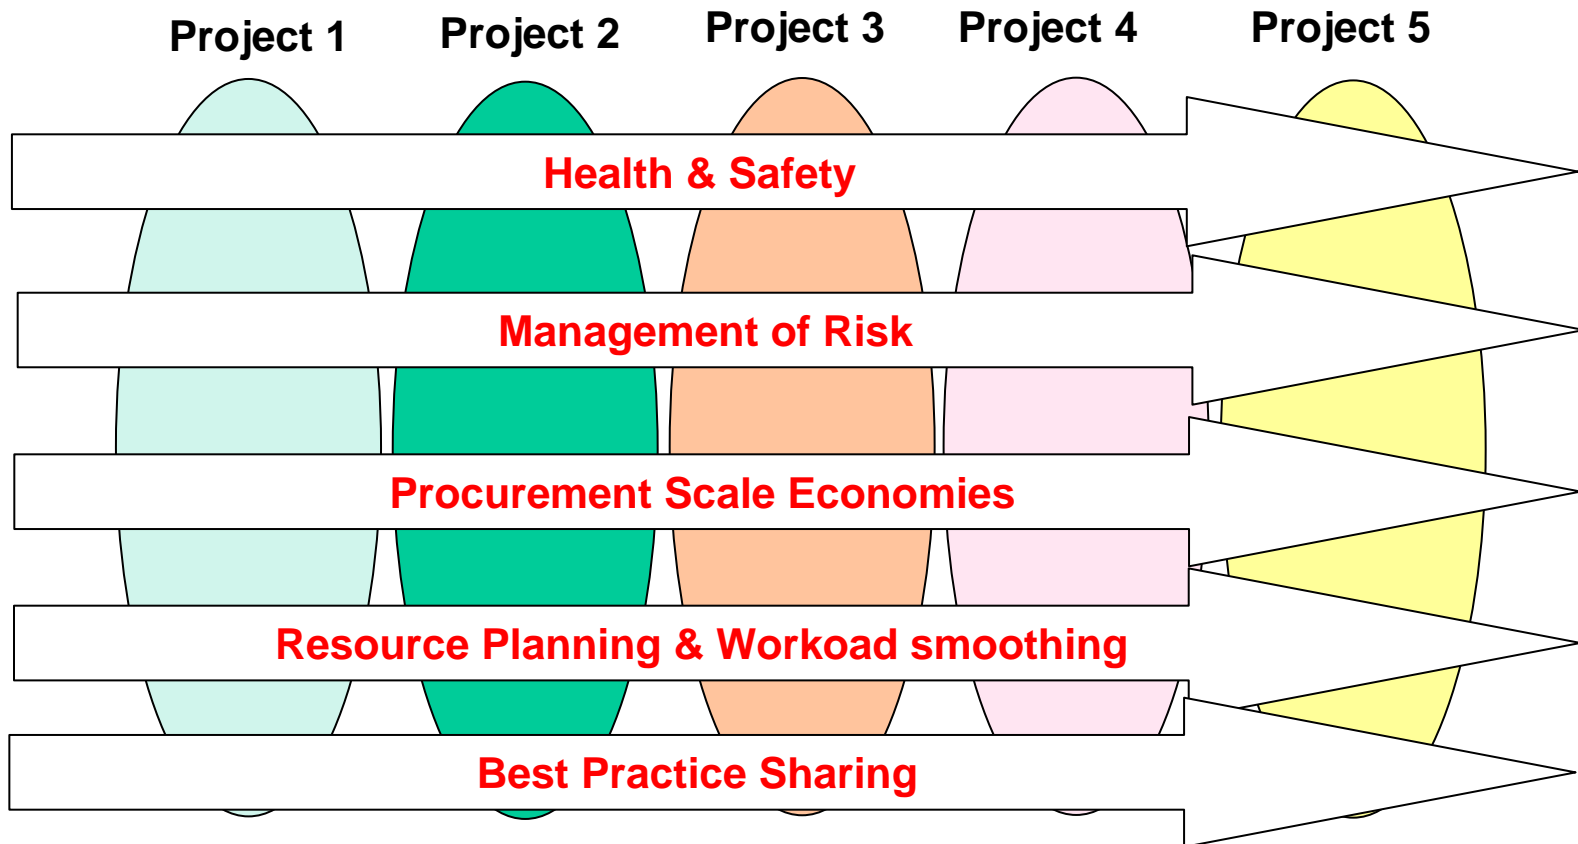 Project 1 Project 2 Project 3 Project 4 Project 5
Health & Safety
Management of Risk
Procurement Scale Economies
Resource Planning & Workoad smoothing
Best Practice Sharing